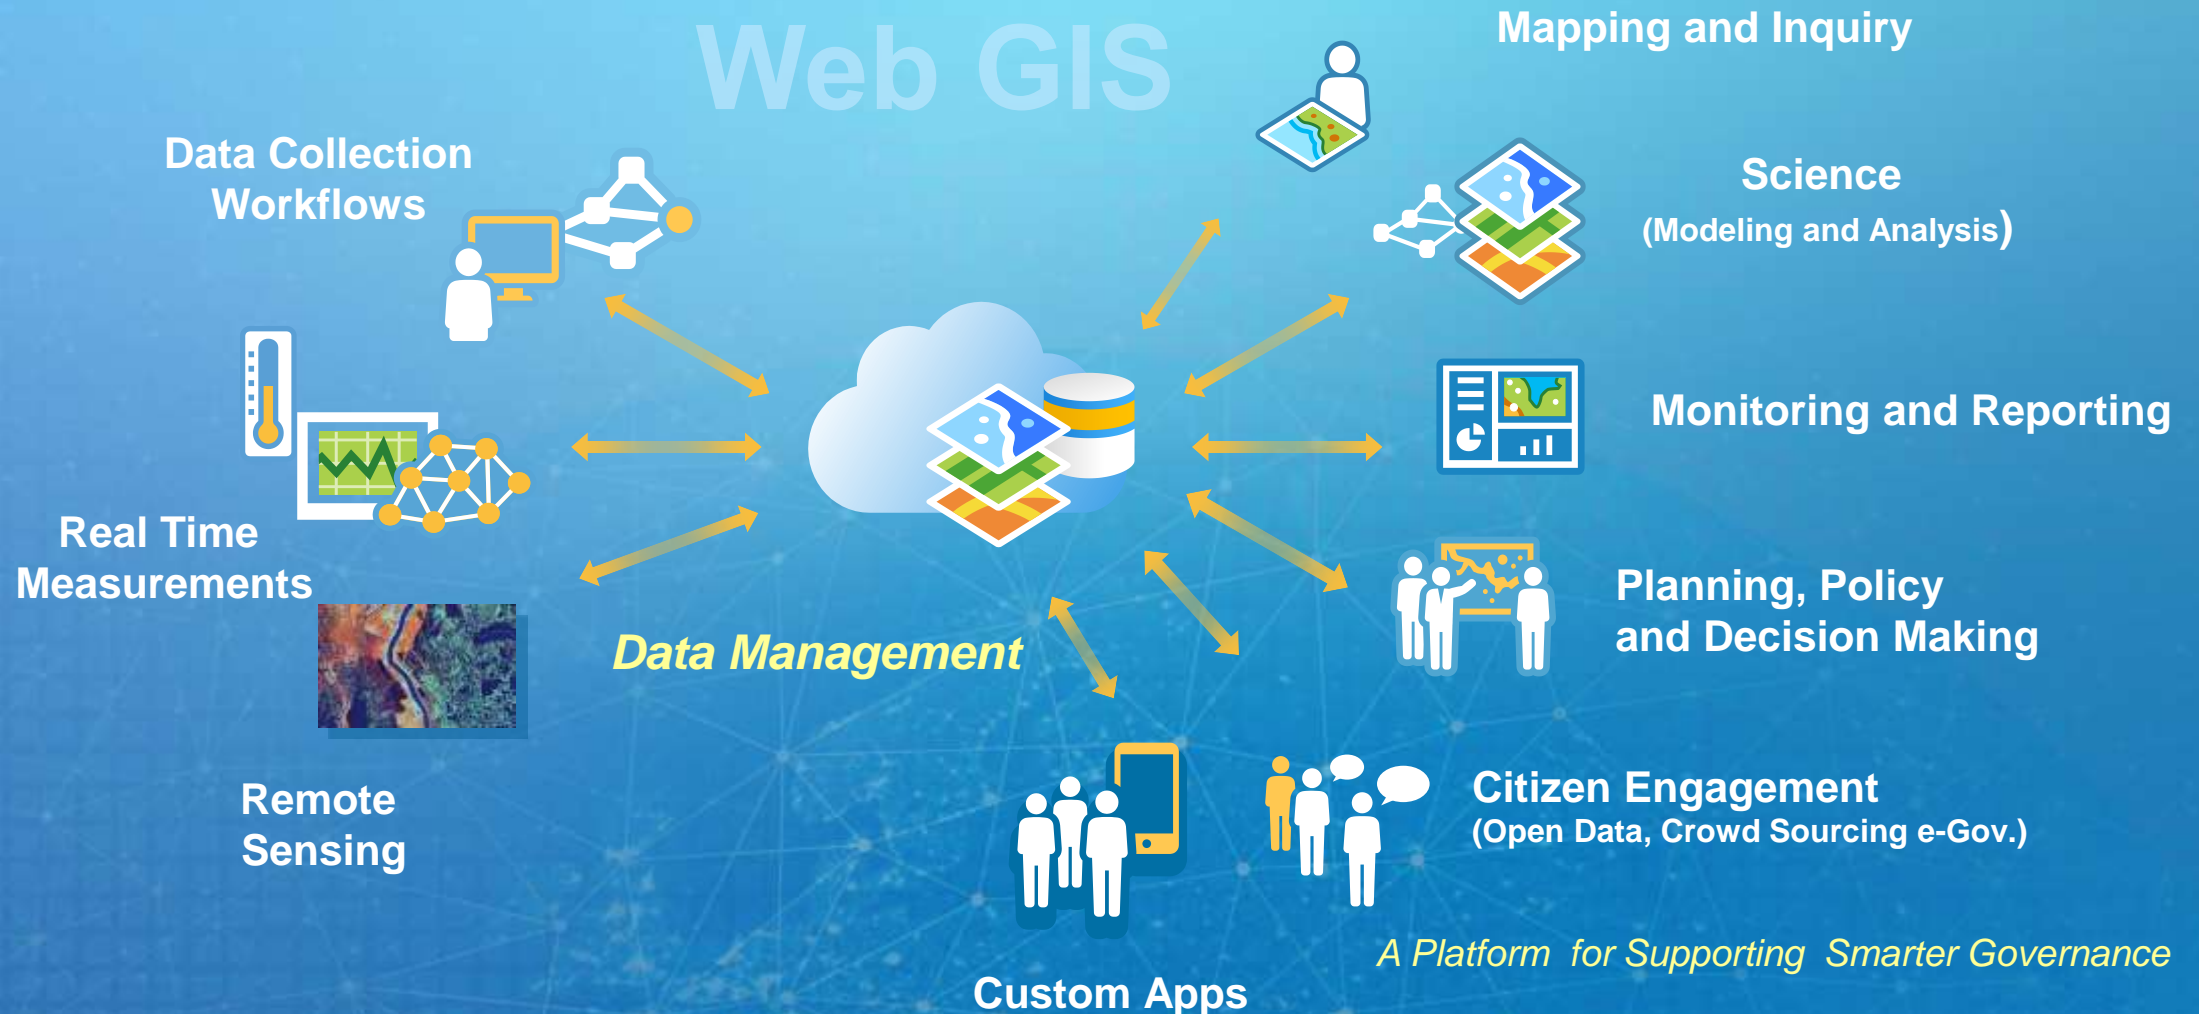 Web GIS
Mapping and Inquiry
Data Collection
Workflows
Science
(Modeling and Analysis)
Monitoring and Reporting
Real Time
Measurements
Planning, Policy
and Decision Making
Data Management
Remote
Sensing
Citizen Engagement
(Open Data, Crowd Sourcing e-Gov.)
A Platform for Supporting Smarter Governance
Custom Apps